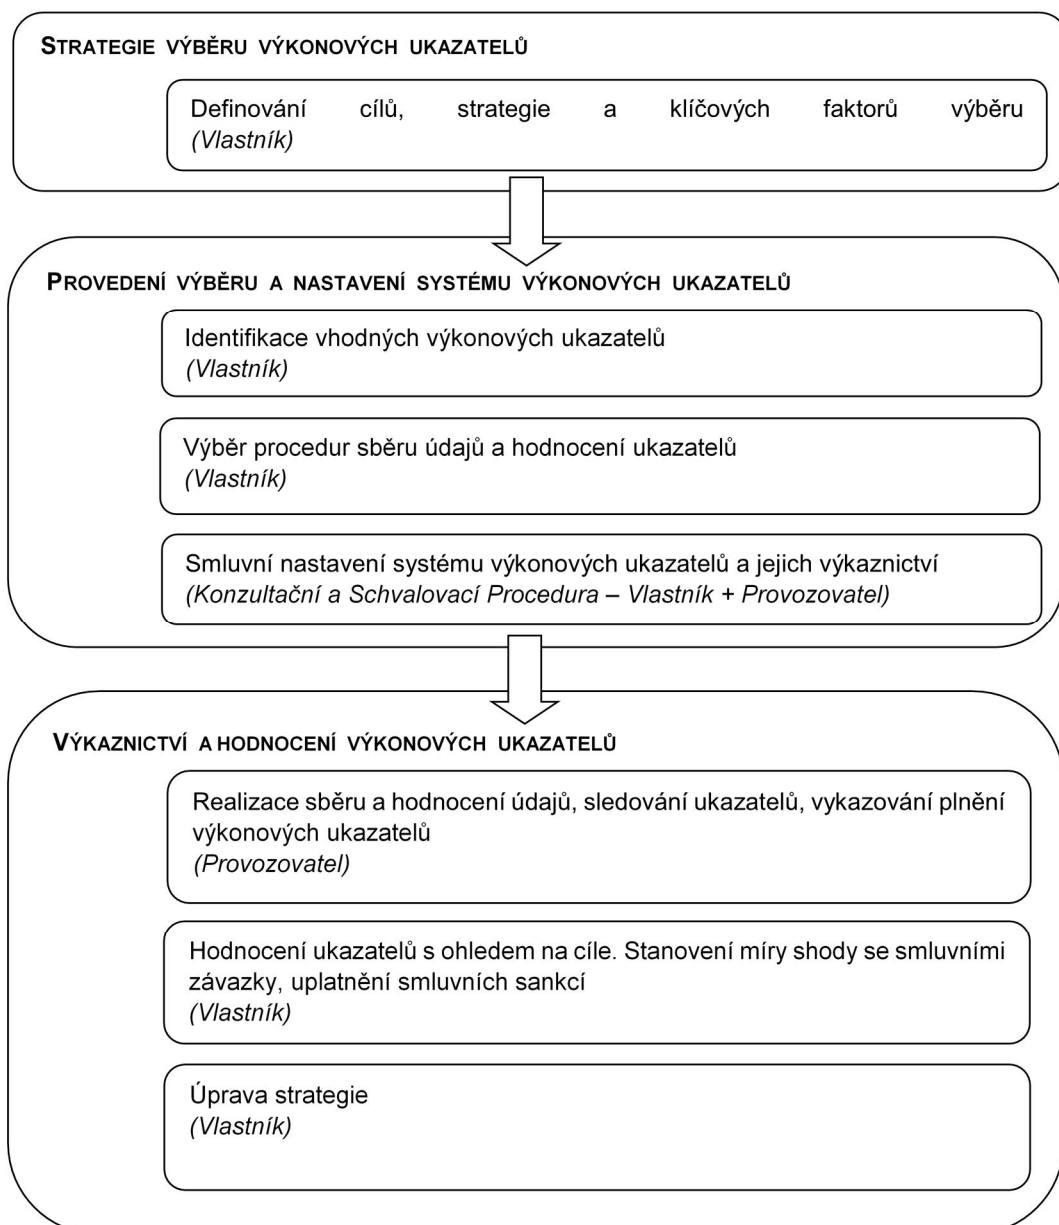 STRATEGIE VÝBĚRU VÝKONOVÝCH UKAZATELŮ
Definování cílů, strategie a klíčových faktorů výběru
(Vlastník)
PROVEDENÍ VÝBĚRU A NASTAVENÍ SYSTÉMU VÝKONOVÝCH UKAZATELŮ
Identifikace vhodných výkonových ukazatelů
(Vlastník)
Výběr procedur sběru údajů a hodnocení ukazatelů
(Vlastník)
Smluvní nastavení systému výkonových ukazatelů a jejich výkaznictví
(Konzultační a Schvalovací Procedura – Vlastník + Provozovatel)
VÝKAZNICTVÍ A HODNOCENÍ VÝKONOVÝCH UKAZATELŮ
Realizace sběru a hodnocení údajů, sledování ukazatelů, vykazování plnění
výkonových ukazatelů
(Provozovatel)
Hodnocení ukazatelů s ohledem na cíle. Stanovení míry shody se smluvními
závazky, uplatnění smluvních sankcí
(Vlastník)
Úprava strategie
(Vlastník)